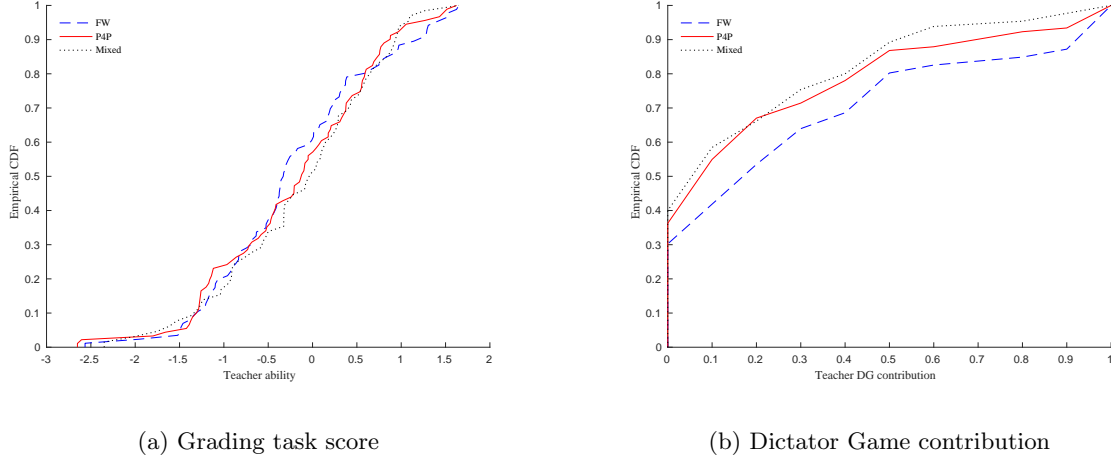 1
0.9
0.8
0.7
0.6
0.5
0.4
0.3
0.2
0.1
0
Empirical CDF
FW
P4P
Mixed
-3 -2.5 -2 -1.5 -1 -0.5 0 0.5 1 1.5 2
Teacher ability
(a) Grading task score
1
0.9
0.8
0.7
0.6
0.5
0.4
0.3
0.2
0.1
0
Empirical CDF
FW
P4P
Mixed
0 0.1 0.2 0.3 0.4 0.5 0.6 0.7 0.8 0.9 1
Teacher DG contribution
(b) Dictator Game contribution